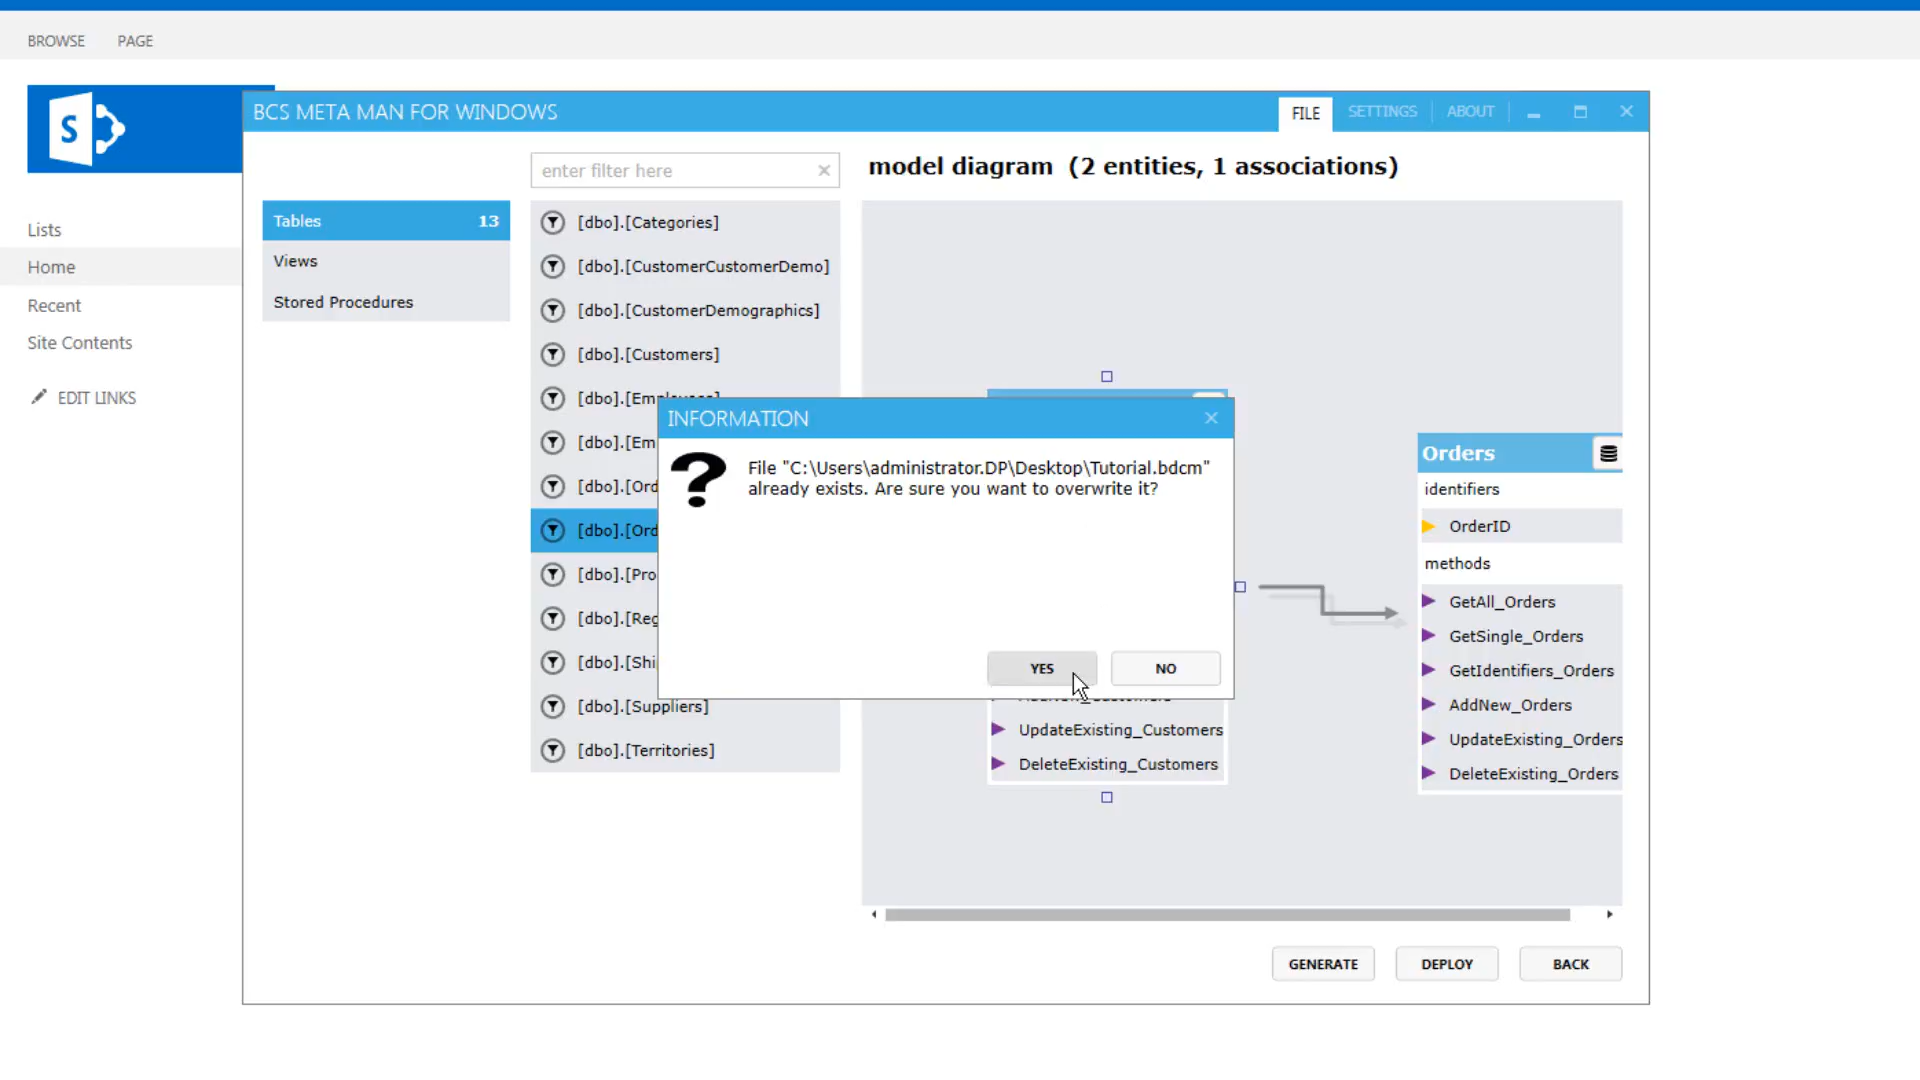 BROWSE
PAGE
S
Lists
Home
Recent
Site Contents
EDIT LINKS
BCS META MAN FOR WINDOWS
FILE
SETTINGS
ABOUT
enter filter here
model diagram (2 entities, 1 associations)
Tables 13
Views
Stored Procedures
[dbo].[Categories]
[dbo].[CustomerCustomerDemo]
[dbo].[CustomerDemographics]
[dbo].[Customers]
[dbo].[Employees]
[dbo].[Em
[dbo].[Ord
[dbo].[Ord
[dbo].[Pro
[dbo].[Reg
[dbo].[Shi
[dbo].[Suppliers]
[dbo].[Territories]
INFORMATION
File "C:\Users\administrator.DP\Desktop\Tutorial.bdcm"
already exists. Are sure you want to overwrite it?
YES
NO
AddNew_Customers
UpdateExisting_Customers
DeleteExisting_Customers
Orders
identifiers
OrderID
methods
GetAll_Orders
GetSingle_Orders
GetIdentifiers_Orders
AddNew_Orders
UpdateExisting_Orders
DeleteExisting_Orders
GENERATE
DEPLOY
BACK